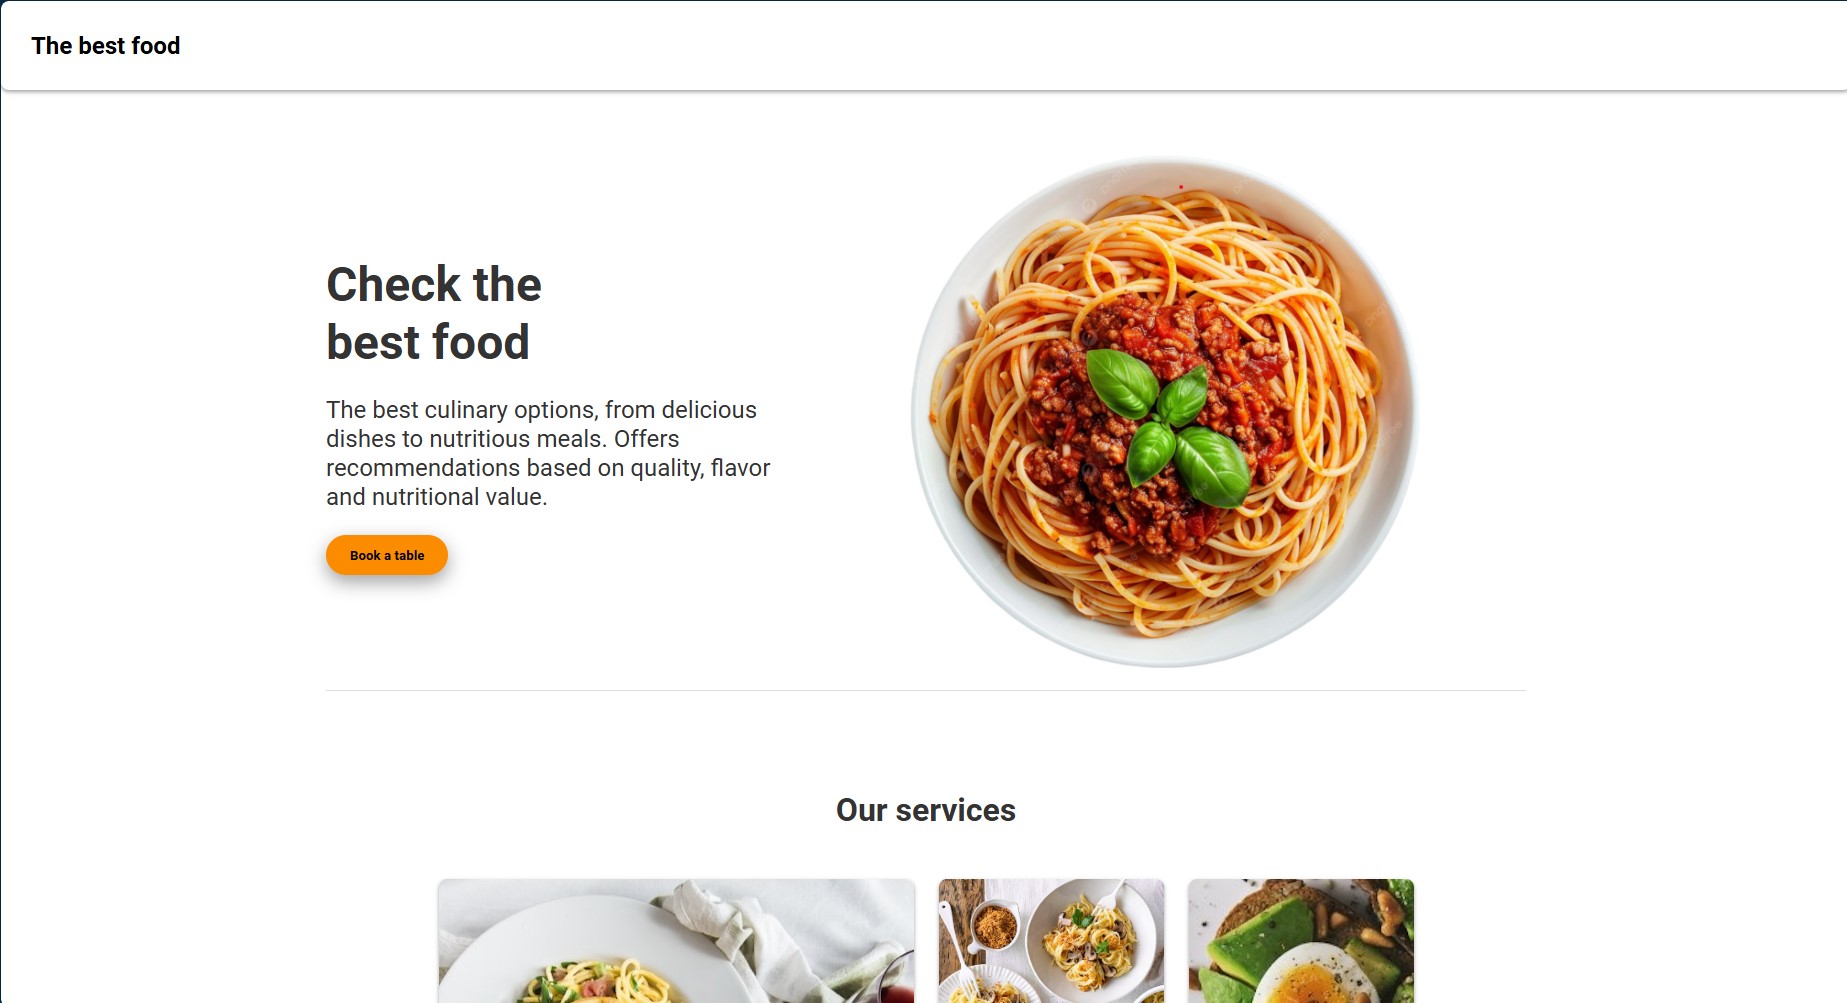 The best food
Check the
best food
The best culinary options, from delicious
dishes to nutritious meals. Offers
recommendations based on quality, flavor
and nutritional value.
Book a table
Our services